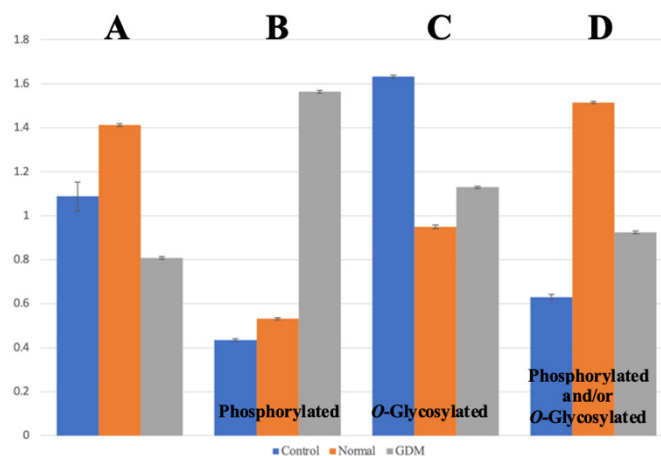 A B C D
1.8
1.6
1.4
1.2
1
0.8
0.6
0.4
0.2
0
Phosphorylated
O-Glycosylated
Phosphorylated
and/or
O-Glycosylated
Control Normal GDM